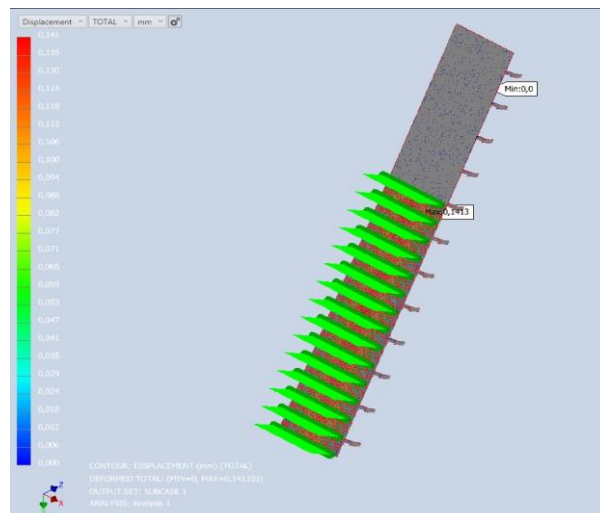 Displacement TOTAL mm
0,141
0,135
0,130
0,124
0,118
0,112
0,106
0,100
0,094
0,088
0,082
0,077
0,071
0,065
0,059
0,053
0,047
0,041
0,035
0,029
0,024
0,018
0,012
0,006
0,000
Min:0,0
Max:0,1413
CONTOUR: DISPLACEMENT (mm) [TOTAL]
DEFORMED TOTAL: (MIN=0, MAX=0,141303)
OUTPUT SET: SUBCASE 1
ANALYSIS: Analysis 1
Z
X